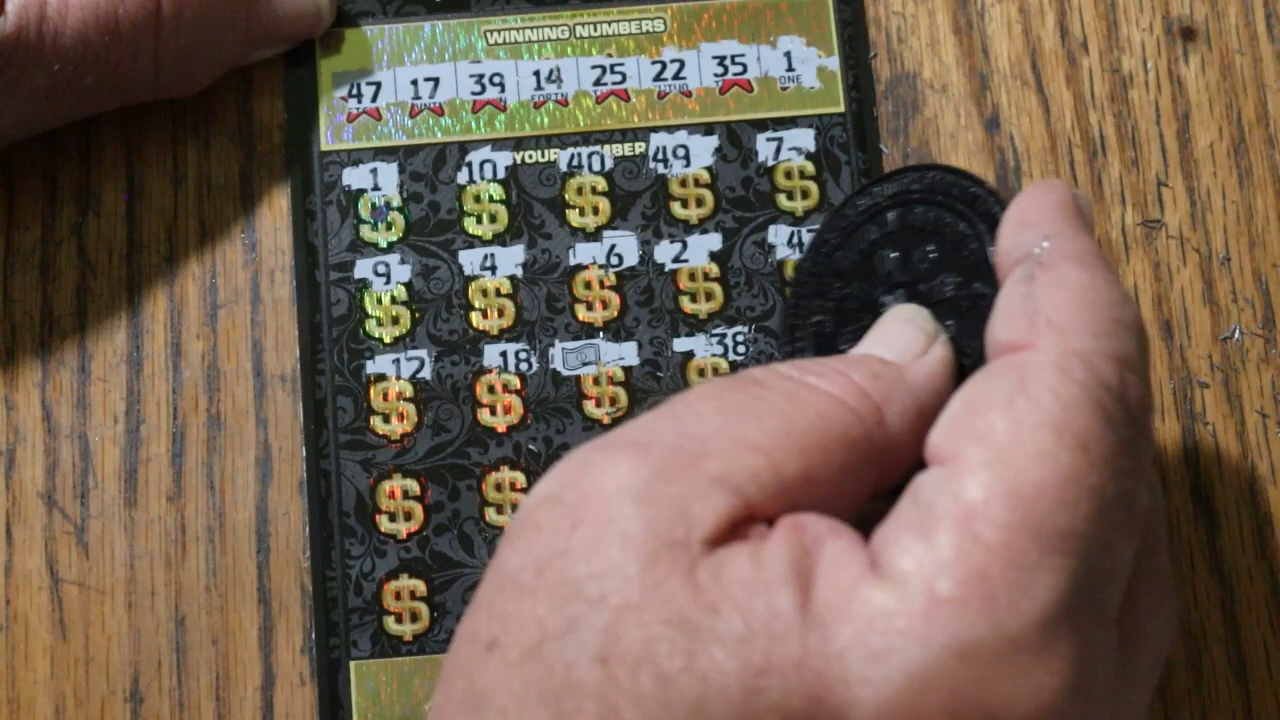 WINNING NUMBERS
47 17 39 14 25 22 35 1
ONE
YOUR NUMBERS
1 10 40 49 7
$ $ $ $ $
9 4 6 2
$ $ $ $
12 18 38
$ $ $ $
$ $
$